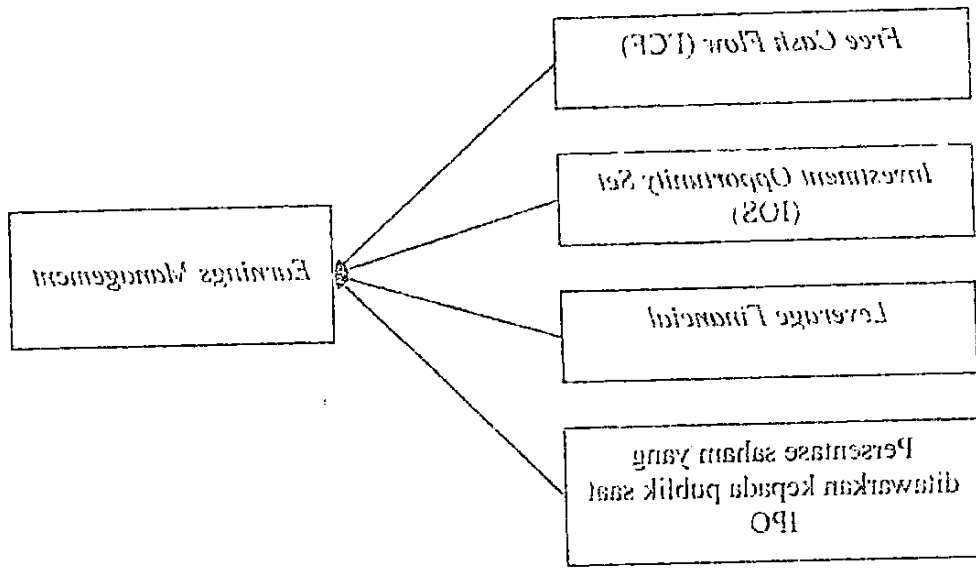 Free Cash Flow (FCF)
Investment Opportunity Set
(IOS)
Leverage Financial
Persentase saham yang
ditawarkan kepada publik saat
IPO
Earnings Management